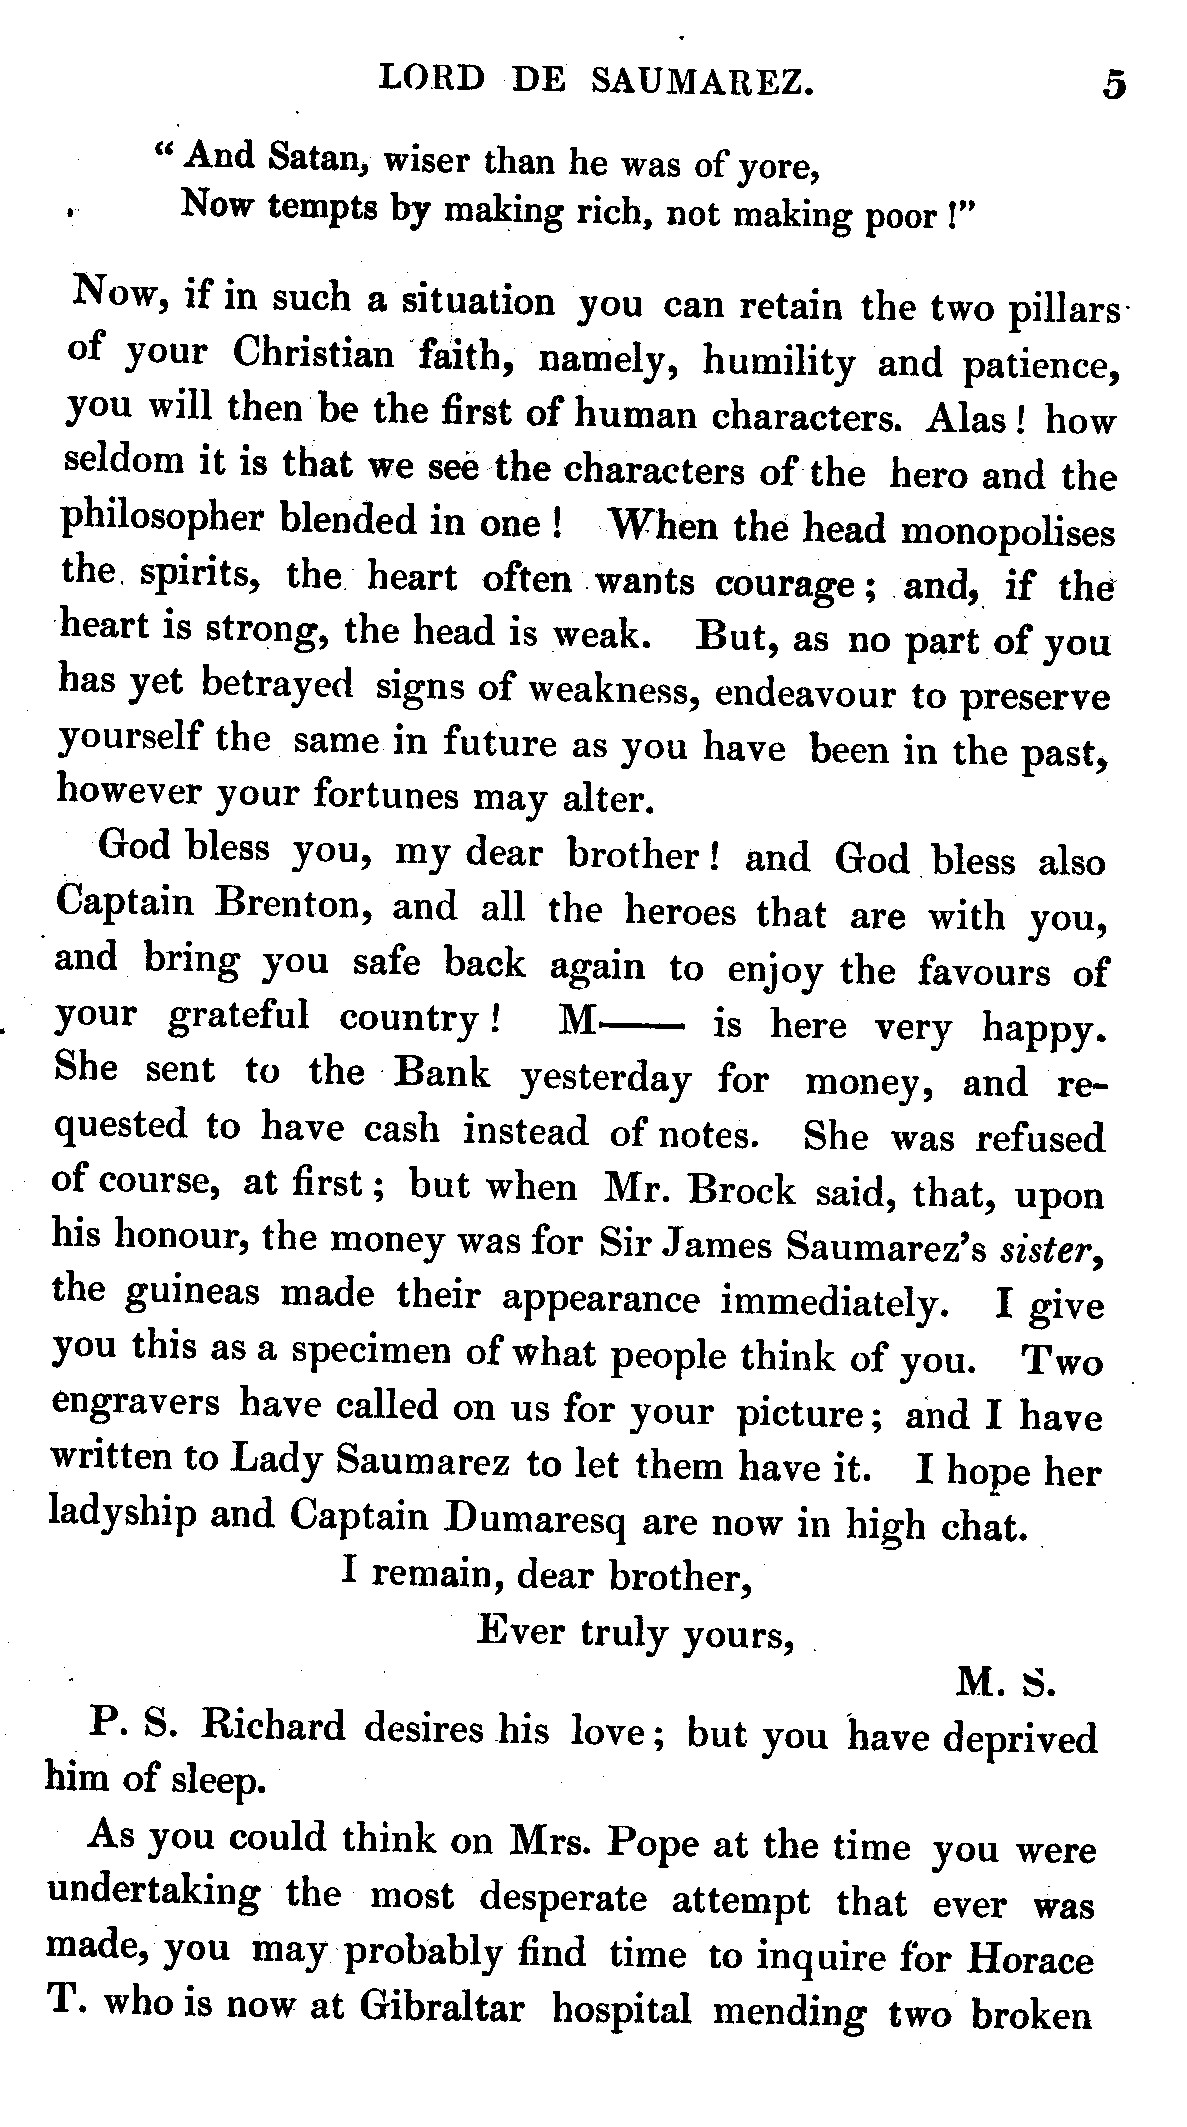 LORD DE SAUMAREZ. 5
“ And Satan, wiser than he was of yore,
Now tempts by making rich, not making poor !”
Now, if in such a situation you can retain the two pillars
of your Christian faith, namely, humility and patience,
you will then be the first of human characters. Alas ! how
seldom it is that we see the characters of the hero and the
philosopher blended in one ! When the head monopolises
the spirits, the heart often wants courage ; and, if the
heart is strong, the head is weak. But, as no part of you
has yet betrayed signs of weakness, endeavour to preserve
yourself the same in future as you have been in the past,
however your fortunes may alter.
God bless you, my dear brother ! and God bless also
Captain Brenton, and all the heroes that are with you,
and bring you safe back again to enjoy the favours of
your grateful country ! M—— is here very happy.
She sent to the Bank yesterday for money, and re-
quested to have cash instead of notes. She was refused
of course, at first ; but when Mr. Brock said, that, upon
his honour, the money was for Sir James Saumarez’s sister,
the guineas made their appearance immediately. I give
you this as a specimen of what people think of you. Two
engravers have called on us for your picture ; and I have
written to Lady Saumarez to let them have it. I hope her
ladyship and Captain Dumaresq are now in high chat.
I remain, dear brother,
Ever truly yours,
M. S.
P. S. Richard desires his love ; but you have deprived
him of sleep.
As you could think on Mrs. Pope at the time you were
undertaking the most desperate attempt that ever was
made, you may probably find time to inquire for Horace
T. who is now at Gibraltar hospital mending two broken